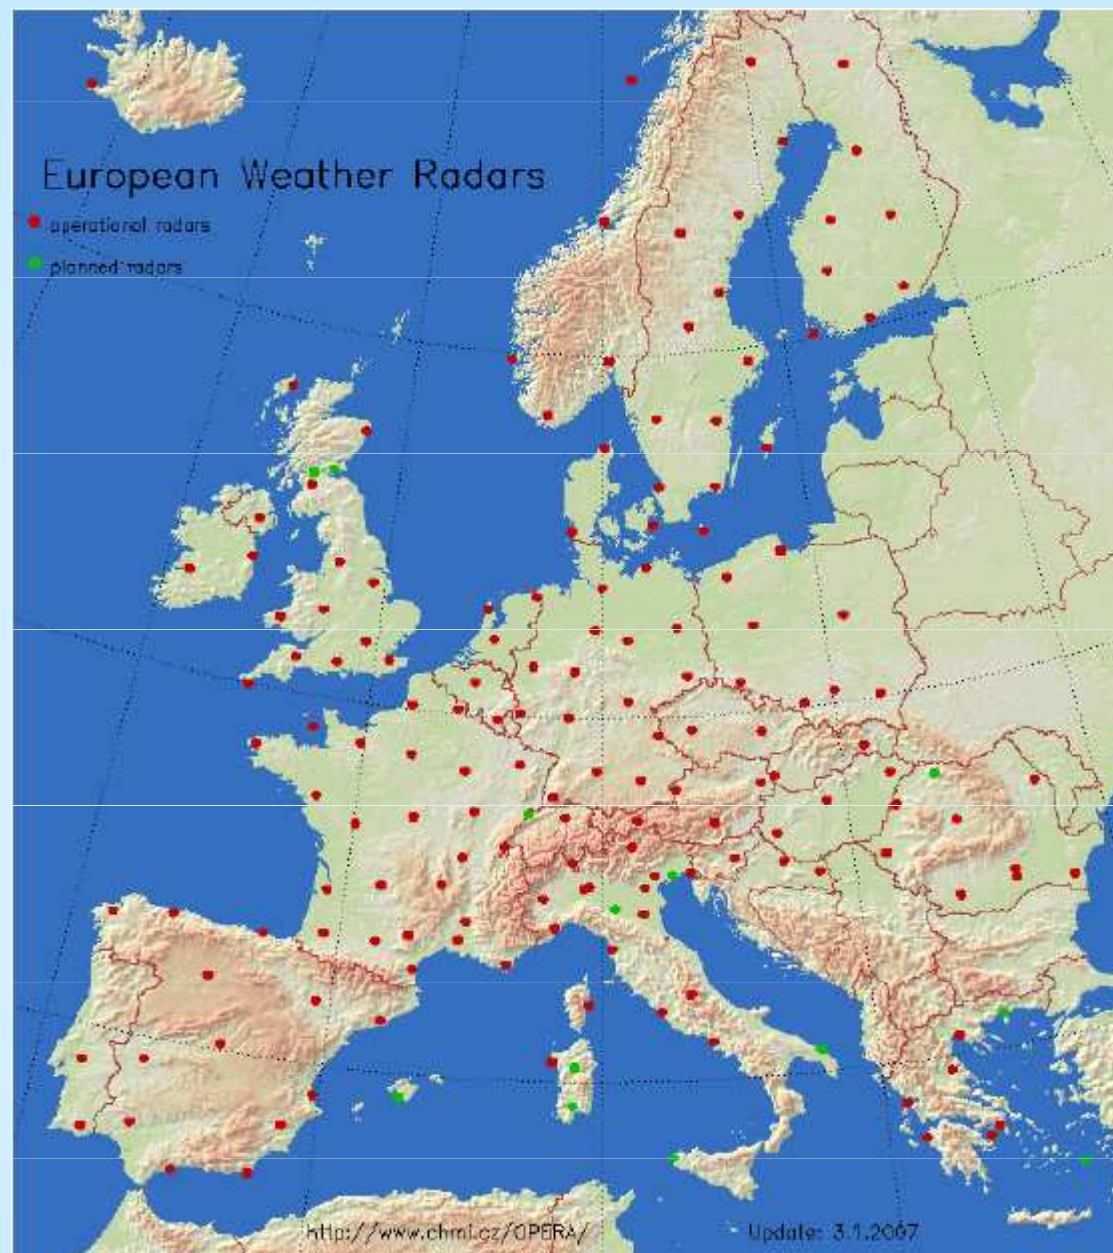 European Weather Radars
operational radars
planned radars
http://www.chmi.cz/OPERA/
Update: 3.1.2007